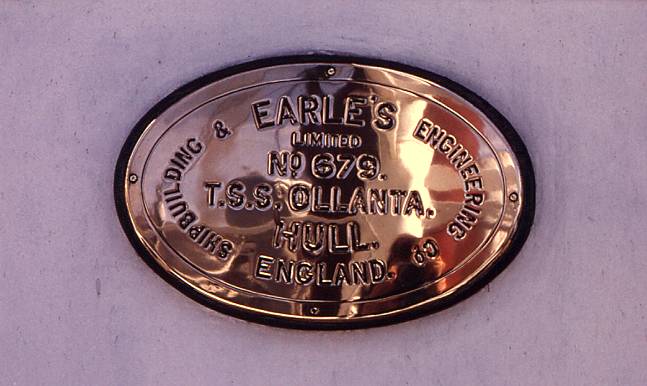 EARLE'S
SHIPBUILDING & ENGINEERING CO
LIMITED
No 679.
T.S.S. OLLANTA.
HULL.
ENGLAND.